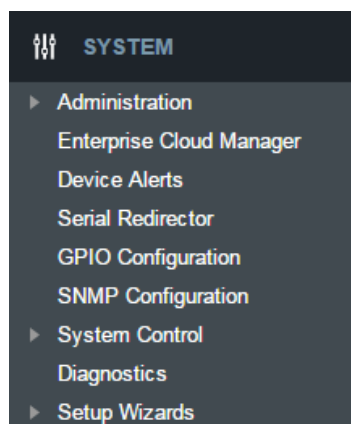 SYSTEM
Administration
Enterprise Cloud Manager
Device Alerts
Serial Redirector
GPIO Configuration
SNMP Configuration
System Control
Diagnostics
Setup Wizards